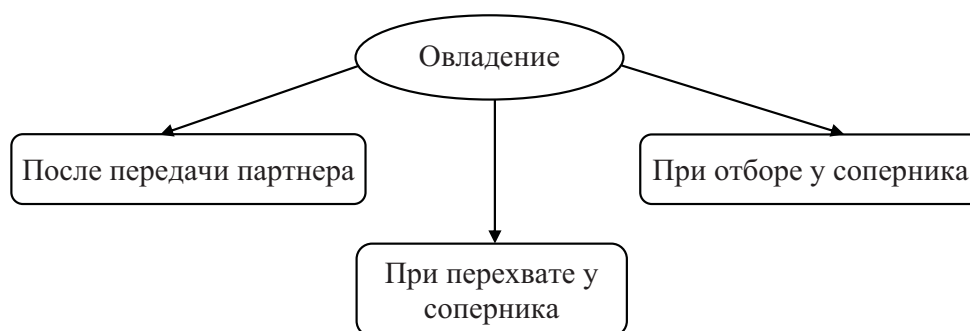 Овладение
После передачи партнера
При отборе у соперника
При перехвате у
соперника